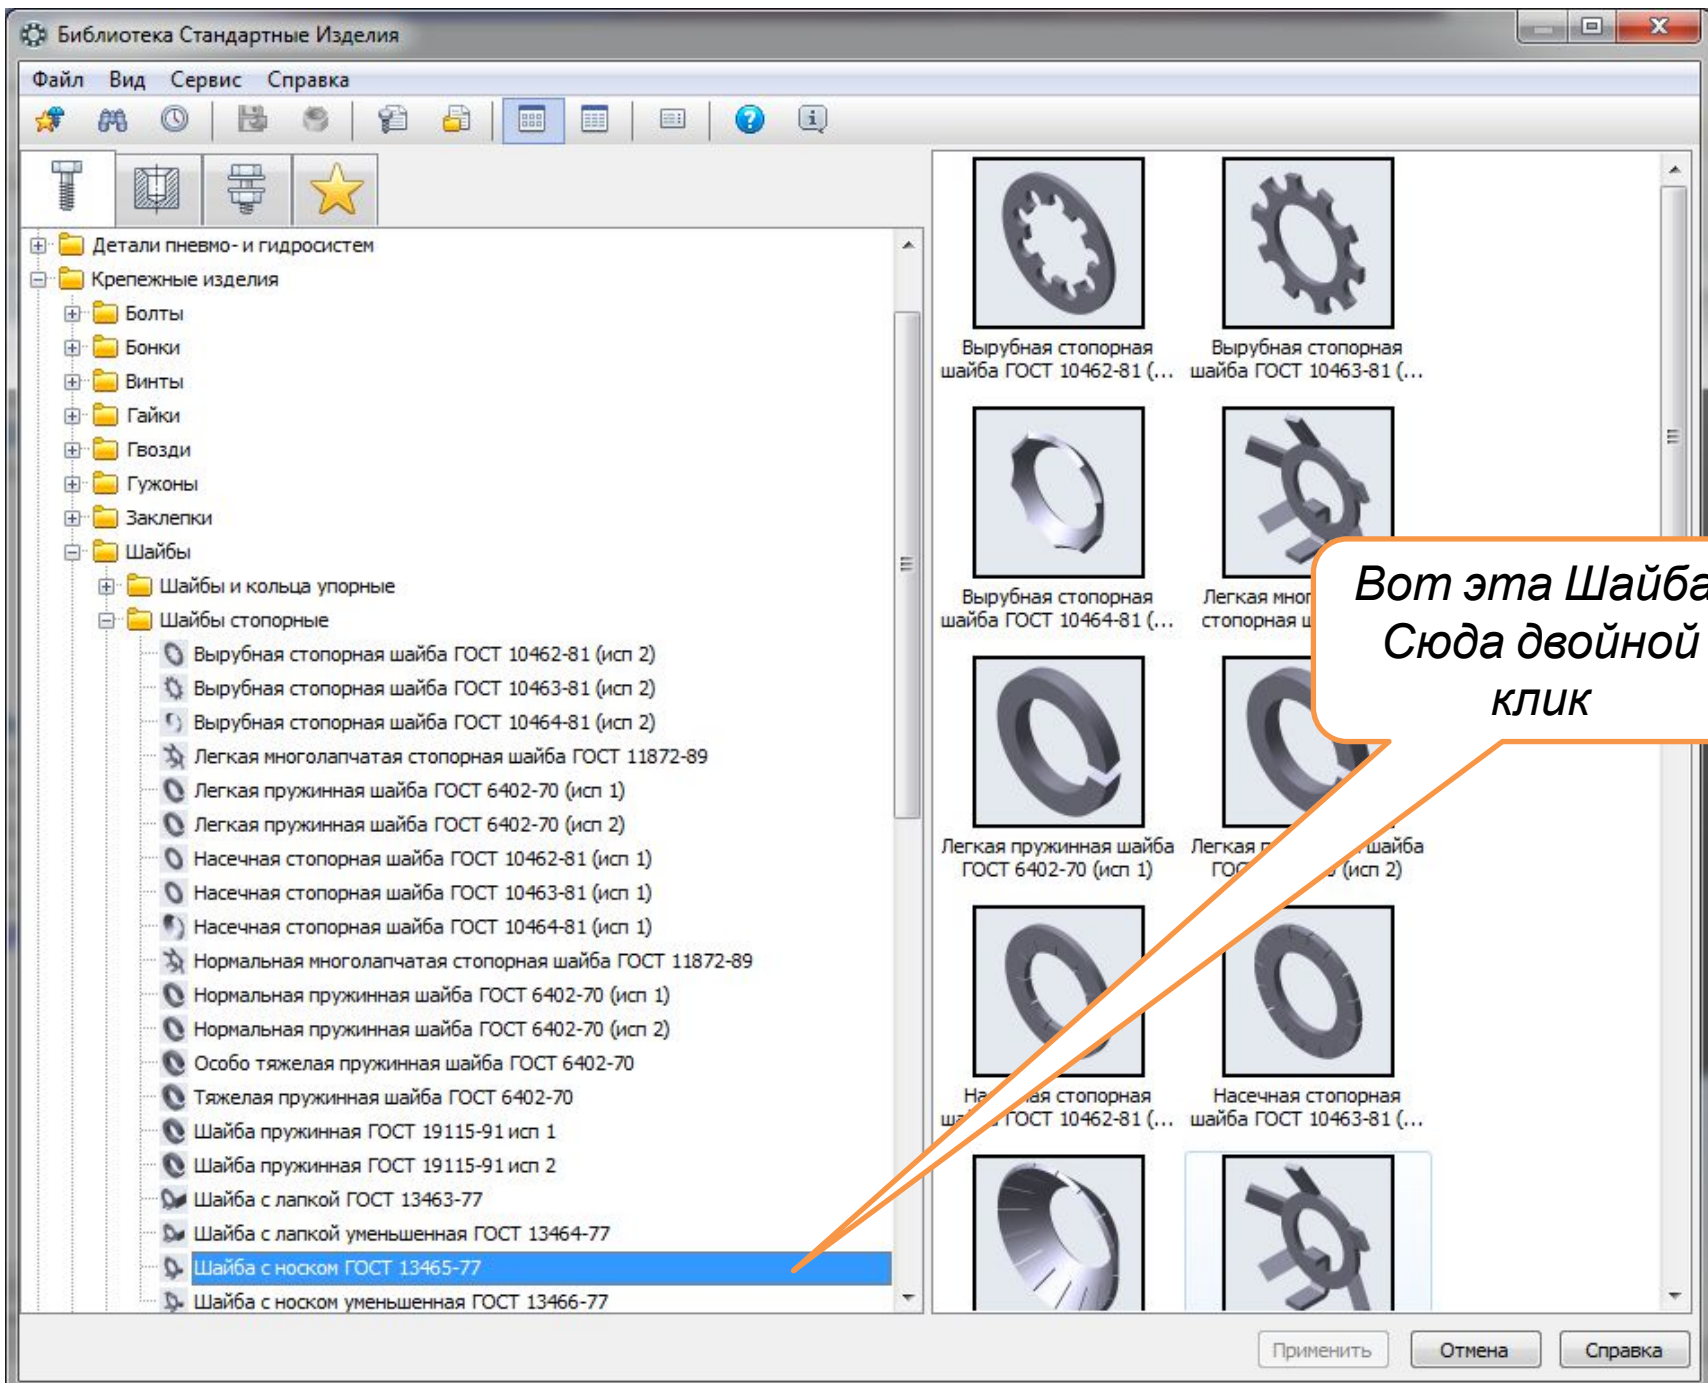 Библиотека Стандартные Изделия
Файл Вид Сервис Справка
Детали пневмо- и гидросистем
Крепежные изделия
Болты
Бонки
Винты
Гайки
Гвозди
Гужоны
Заклепки
Шайбы
Шайбы и кольца упорные
Шайбы стопорные
Вырубная стопорная шайба ГОСТ 10462-81 (исп 2)
Вырубная стопорная шайба ГОСТ 10463-81 (исп 2)
Вырубная стопорная шайба ГОСТ 10464-81 (исп 2)
Легкая многолапчатая стопорная шайба ГОСТ 11872-89
Легкая пружинная шайба ГОСТ 6402-70 (исп 1)
Легкая пружинная шайба ГОСТ 6402-70 (исп 2)
Насечная стопорная шайба ГОСТ 10462-81 (исп 1)
Насечная стопорная шайба ГОСТ 10463-81 (исп 1)
Насечная стопорная шайба ГОСТ 10464-81 (исп 1)
Нормальная многолапчатая стопорная шайба ГОСТ 11872-89
Нормальная пружинная шайба ГОСТ 6402-70 (исп 1)
Нормальная пружинная шайба ГОСТ 6402-70 (исп 2)
Особо тяжелая пружинная шайба ГОСТ 6402-70
Тяжелая пружинная шайба ГОСТ 6402-70
Шайба пружинная ГОСТ 19115-91 исп 1
Шайба пружинная ГОСТ 19115-91 исп 2
Шайба с лапкой ГОСТ 13463-77
Шайба с лапкой уменьшенная ГОСТ 13464-77
Шайба с носком ГОСТ 13465-77
Шайба с носком уменьшенная ГОСТ 13466-77
Вырубная стопорная
шайба ГОСТ 10462-81 (...
Вырубная стопорная
шайба ГОСТ 10463-81 (...
Вырубная стопорная
шайба ГОСТ 10464-81 (...
Легкая
стопорная
Вот эта Шайба
Сюда двойной
клик
Легкая пружинная шайба
ГОСТ 6402-70 (исп 1)
Легкая шайба
(исп 2)
стопорная
ГОСТ 10462-81 (...
Насечная стопорная
шайба ГОСТ 10463-81 (...
Применить Отмена Справка